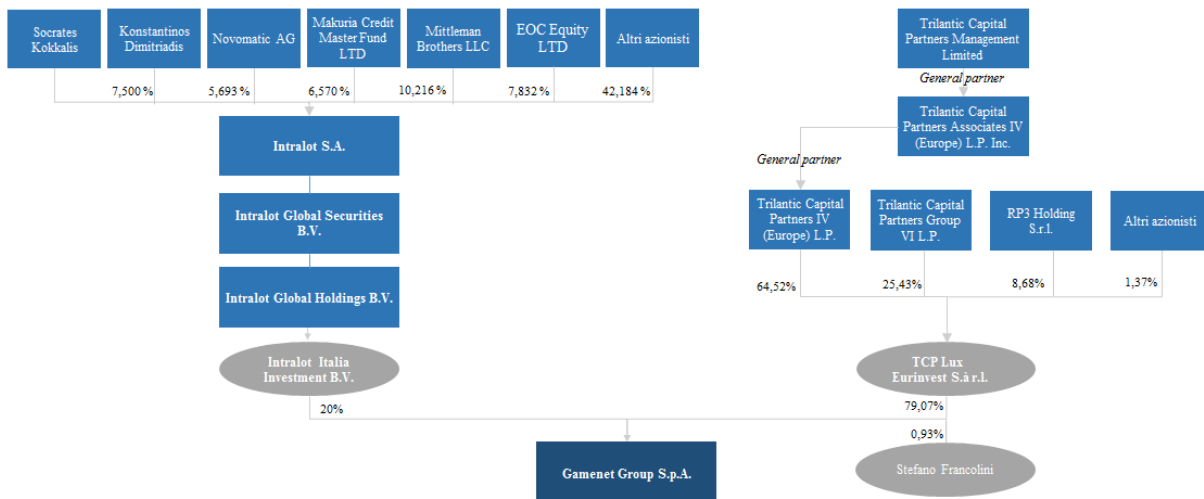 Socrates
Kokkalis
Konstantinos
Dimitriadis
Novomatic AG
Makuria Credit
Master Fund
LTD
Mittleman
Brothers LLC
EOC Equity
LTD
Altri azionisti
7,500 %
5,693 %
6,570 %
10,216 %
7,832 %
42,184 %
Intralot S.A.
Intralot Global Securities
B.V.
Intralot Global Holdings B.V.
Intralot Italia
Investment B.V.
20%
Trilantic Capital
Partners Management
Limited
General partner
Trilantic Capital
Partners Associates IV
(Europe) L.P. Inc.
General partner
Trilantic Capital
Partners IV
(Europe) L.P.
Trilantic Capital
Partners Group
VI L.P.
RP3 Holding
S.r.l.
Altri azionisti
64,52%
25,43%
8,68%
1,37%
TCP Lux
Eurinvest S.à r.l.
79,07%
0,93%
Stefano Francolini
Gamenet Group S.p.A.